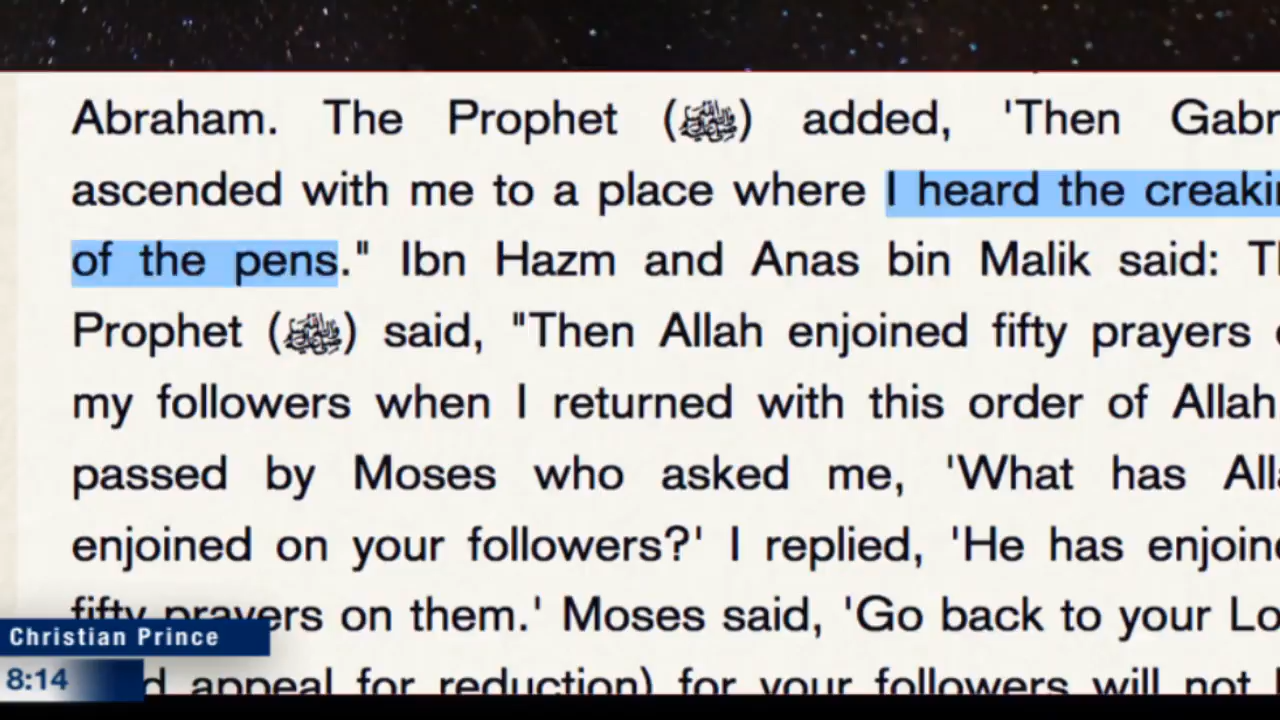 Abraham. The Prophet (ﷺ) added, 'Then
ascended with me to a place where I heard the
of the pens." Ibn Hazm and Anas bin Malik said:
Prophet (ﷺ) said, "Then Allah enjoined fifty prayers
my followers when I returned with this order of Allah
passed by Moses who asked me, 'What has
enjoined on your followers?' I replied, 'He has
fifty prayers on them.' Moses said, 'Go back to your
appeal for reduction) for your followers will not
Christian Prince
8:14